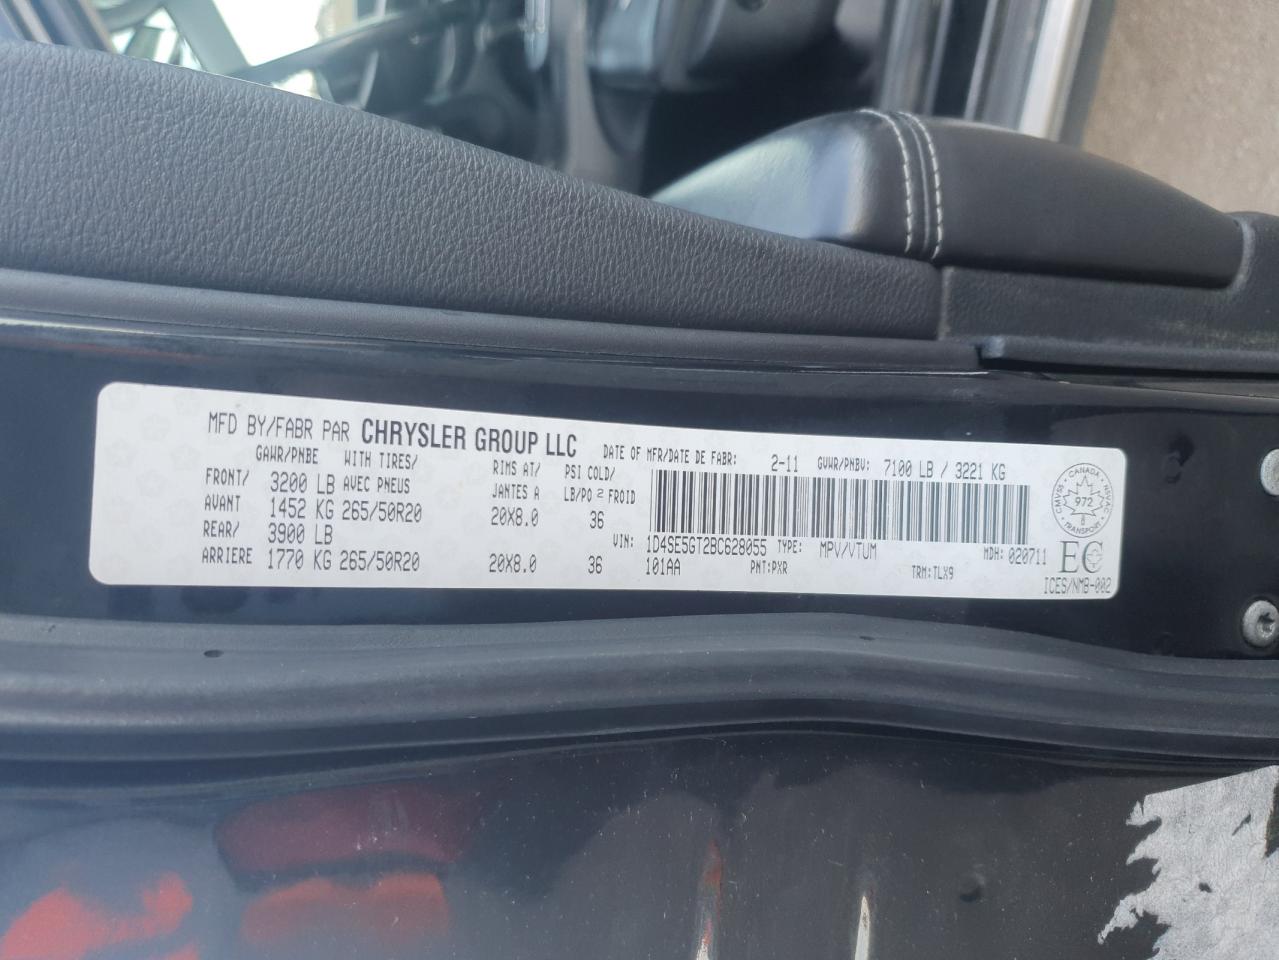 MFD BY/FABR PAR CHRYSLER GROUP LLC DATE OF MFR/DATE DE FABR: 2-11 GVWR/PNBV: 7100 LB / 3221 KG
GAWR/PNBE WITH TIRES/ RIMS AT/ PSI COLD/
FRONT/ 3200 LB AVEC PNEUS JANTES A LB/PO2 FROID
AVANT 1452 KG 265/50R20 20X8.0 36
REAR/ 3900 LB
VIN: 1D4SE5GT2BC628055 TYPE: MPV/VTUM MDH: 020711
ARRIERE 1770 KG 265/50R20 20X8.0 36
101AA PNT:PXR TRM:TLX9
CANADA
CMVSS 972 NSVAC
TRANSPORT
EC
ICES/NMB-002